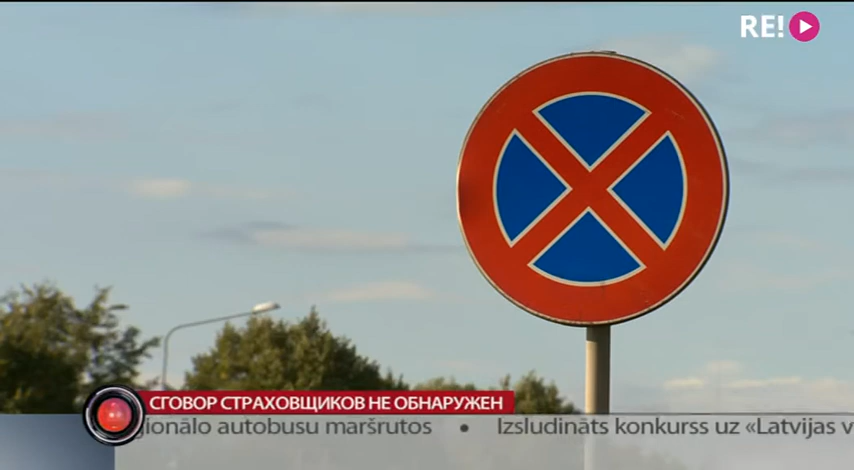 RE!
СГОВОР СТРАХОВЩИКОВ НЕ ОБНАРУЖЕН
autobusu maršrutos • Izsludināts konkurss uz «Latvijas